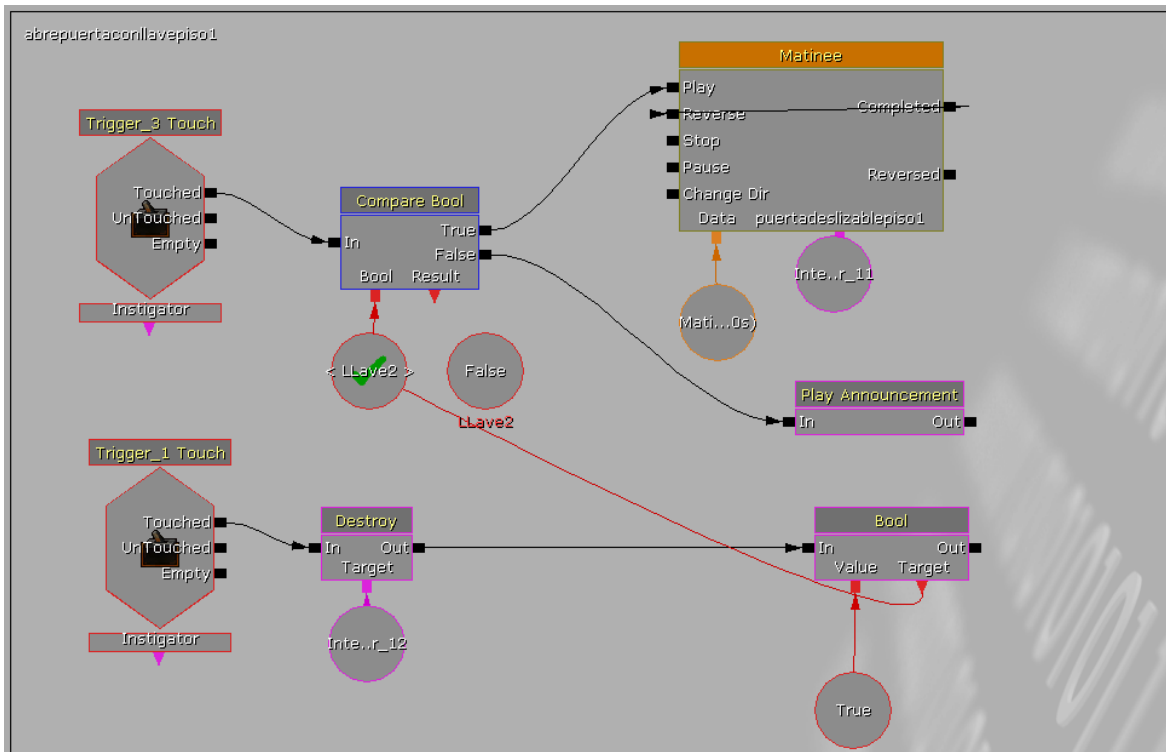 abrepuertaconllavepiso1
Matinee
Play
Reverse
Stop
Pause
Change Dir
Completed
Reversed
Data
puertadeslizablepiso1
Inte..r_11
Mati...0s)
Trigger_3 Touch
Touched
UnTouched
Empty
Instigator
Compare Bool
In
True
False
Bool
Result
< LLave2 >
False
LLave2
Play Announcement
In
Out
Trigger_1 Touch
Touched
UnTouched
Empty
Instigator
Destroy
In
Out
Target
Inte..r_12
Bool
In
Out
Value
Target
True